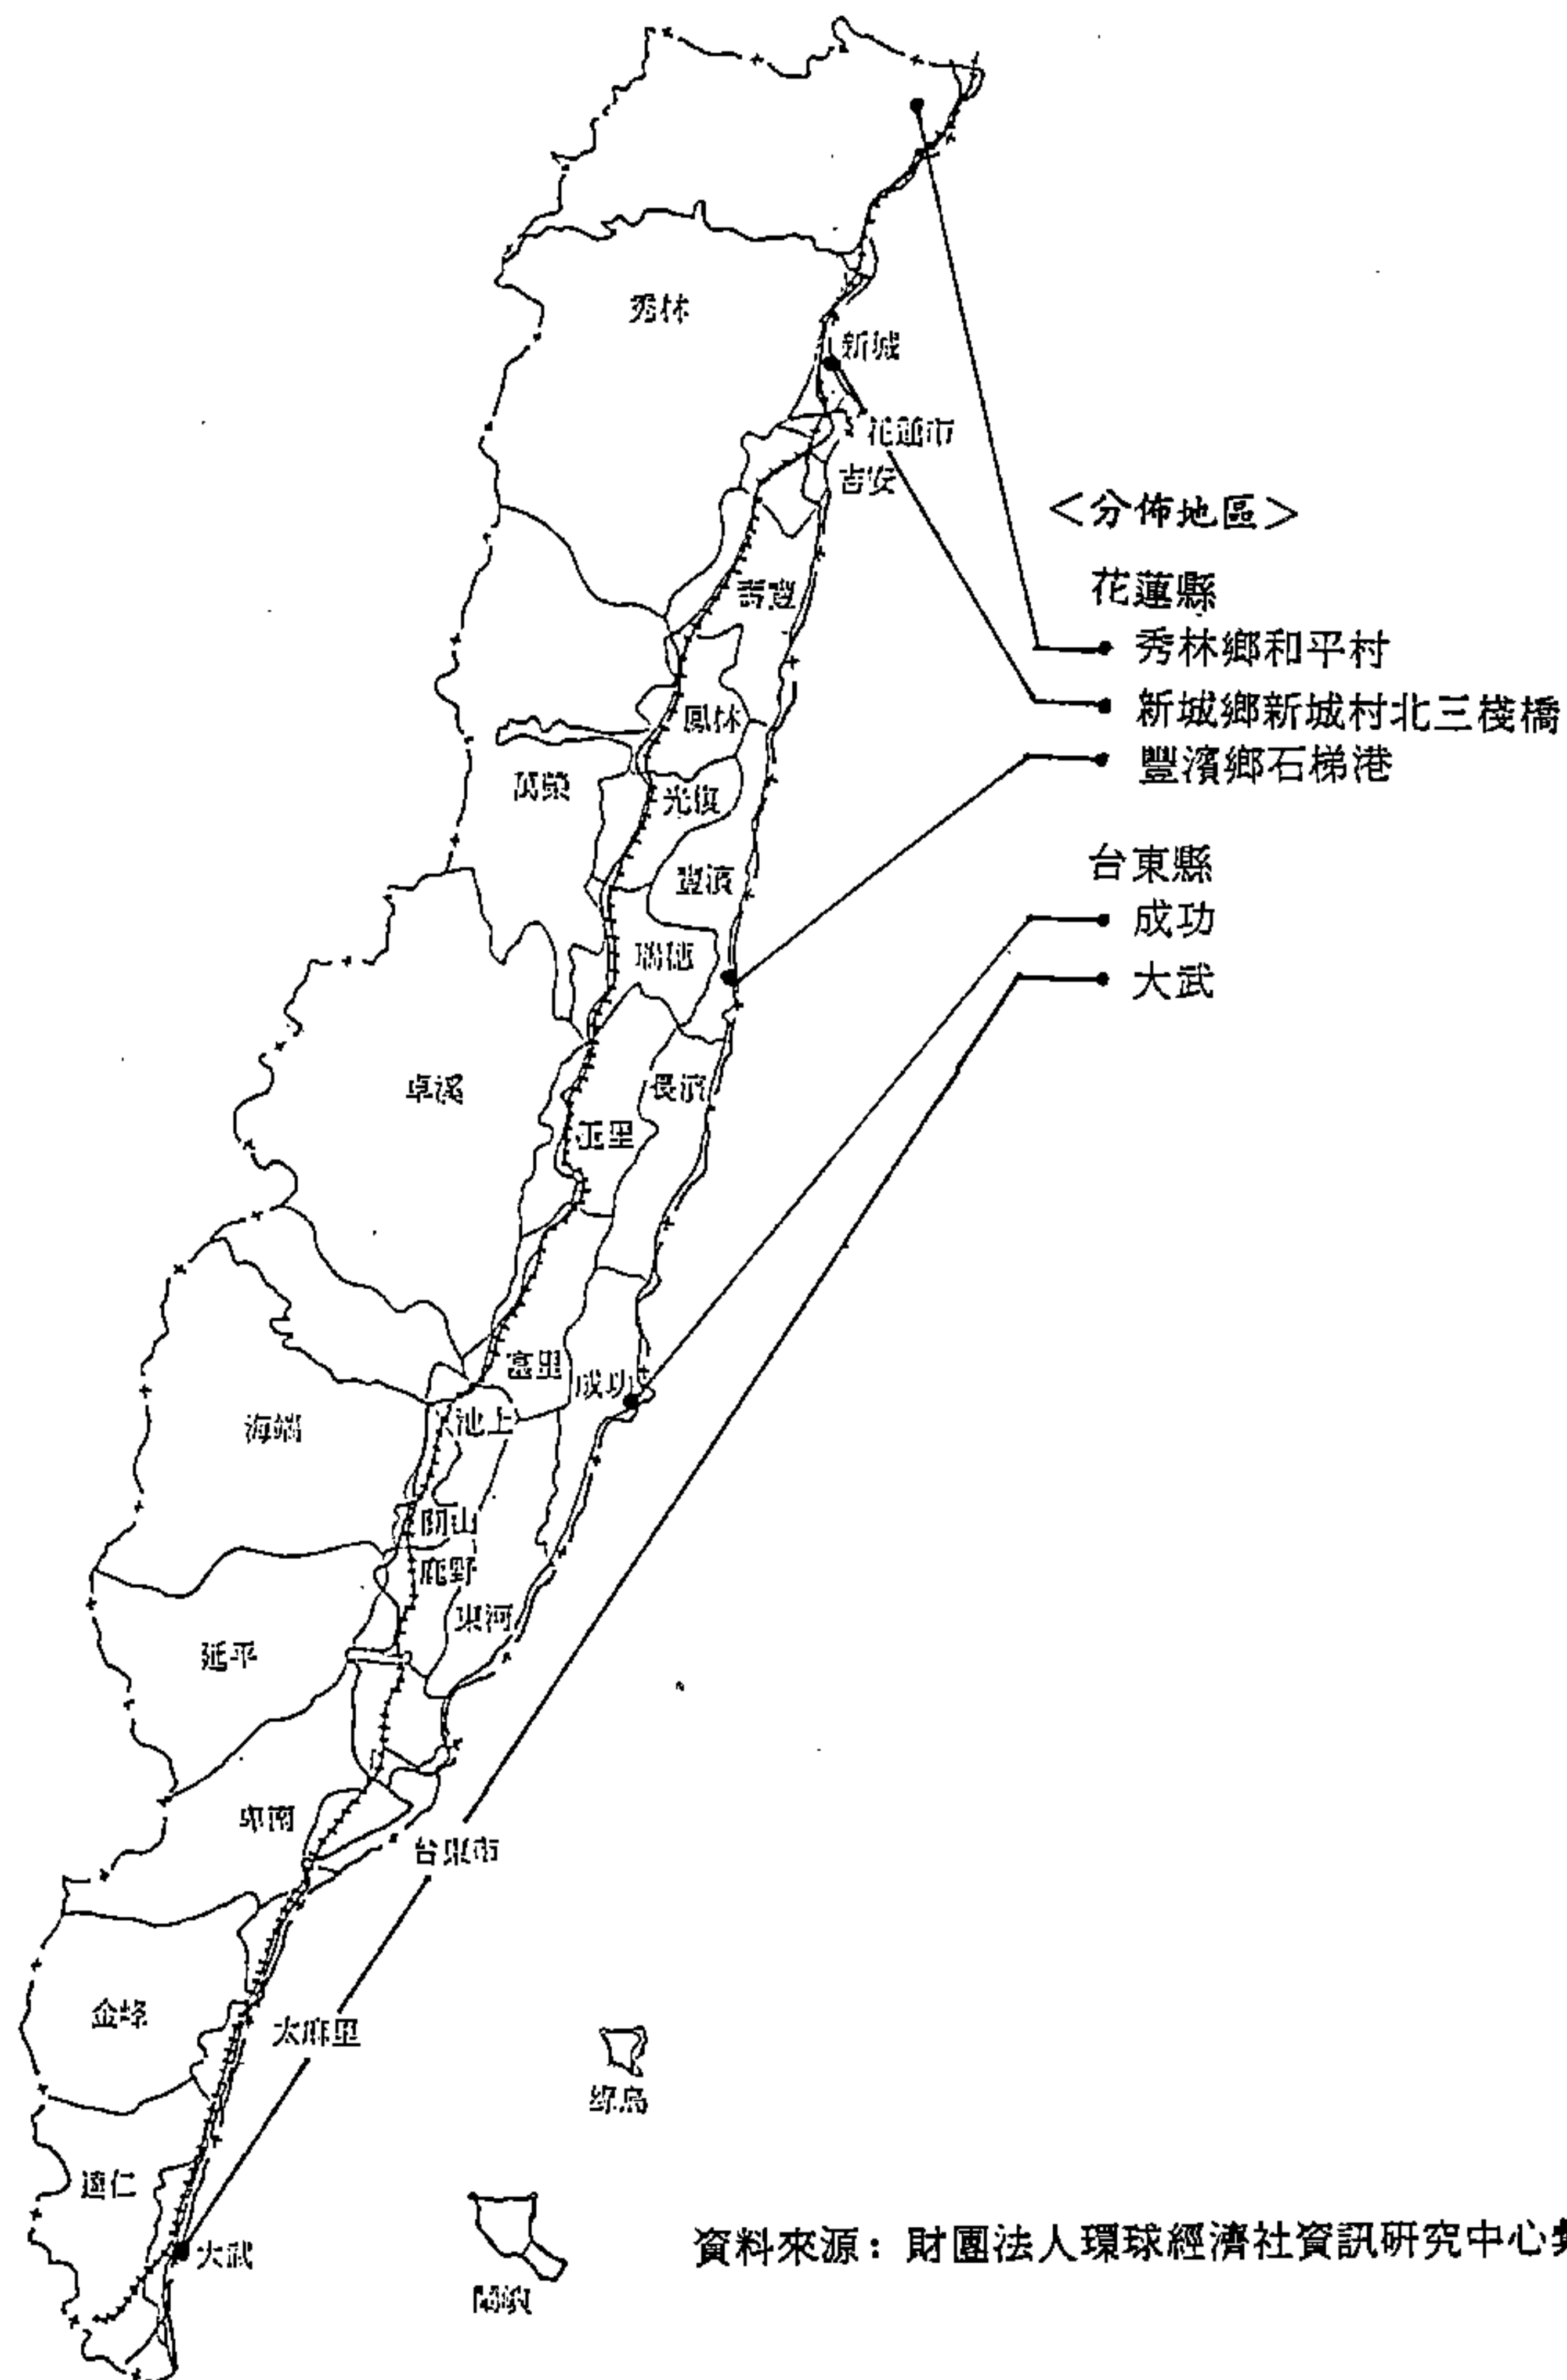 秀林
新城
花蓮市
吉安
<分佈地區>
花蓮縣
壽豐
秀林鄉和平村
新城鄉新城村北三棧橋
鳳林
豐濱鄉石梯港
萬榮
光復
台東縣
豐濱
成功
瑞穗
大武
卓溪
長濱
玉里
富里
成功
池上
海端
關山
鹿野
東河
延平
卑南
台東市
金峰
太麻里
綠島
達仁
大武
資料來源：財團法人環球經濟社資訊研究中心
蘭嶼